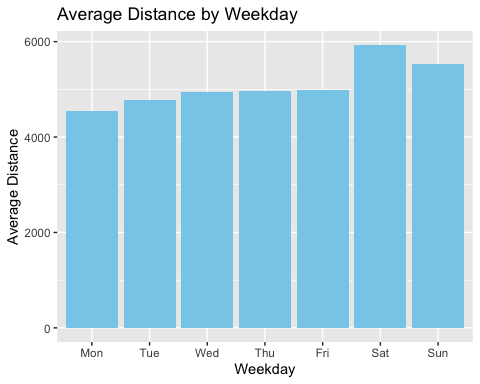 Average Distance by Weekday
Average Distance
6000
4000
2000
0
Mon Tue Wed Thu Fri Sat Sun
Weekday